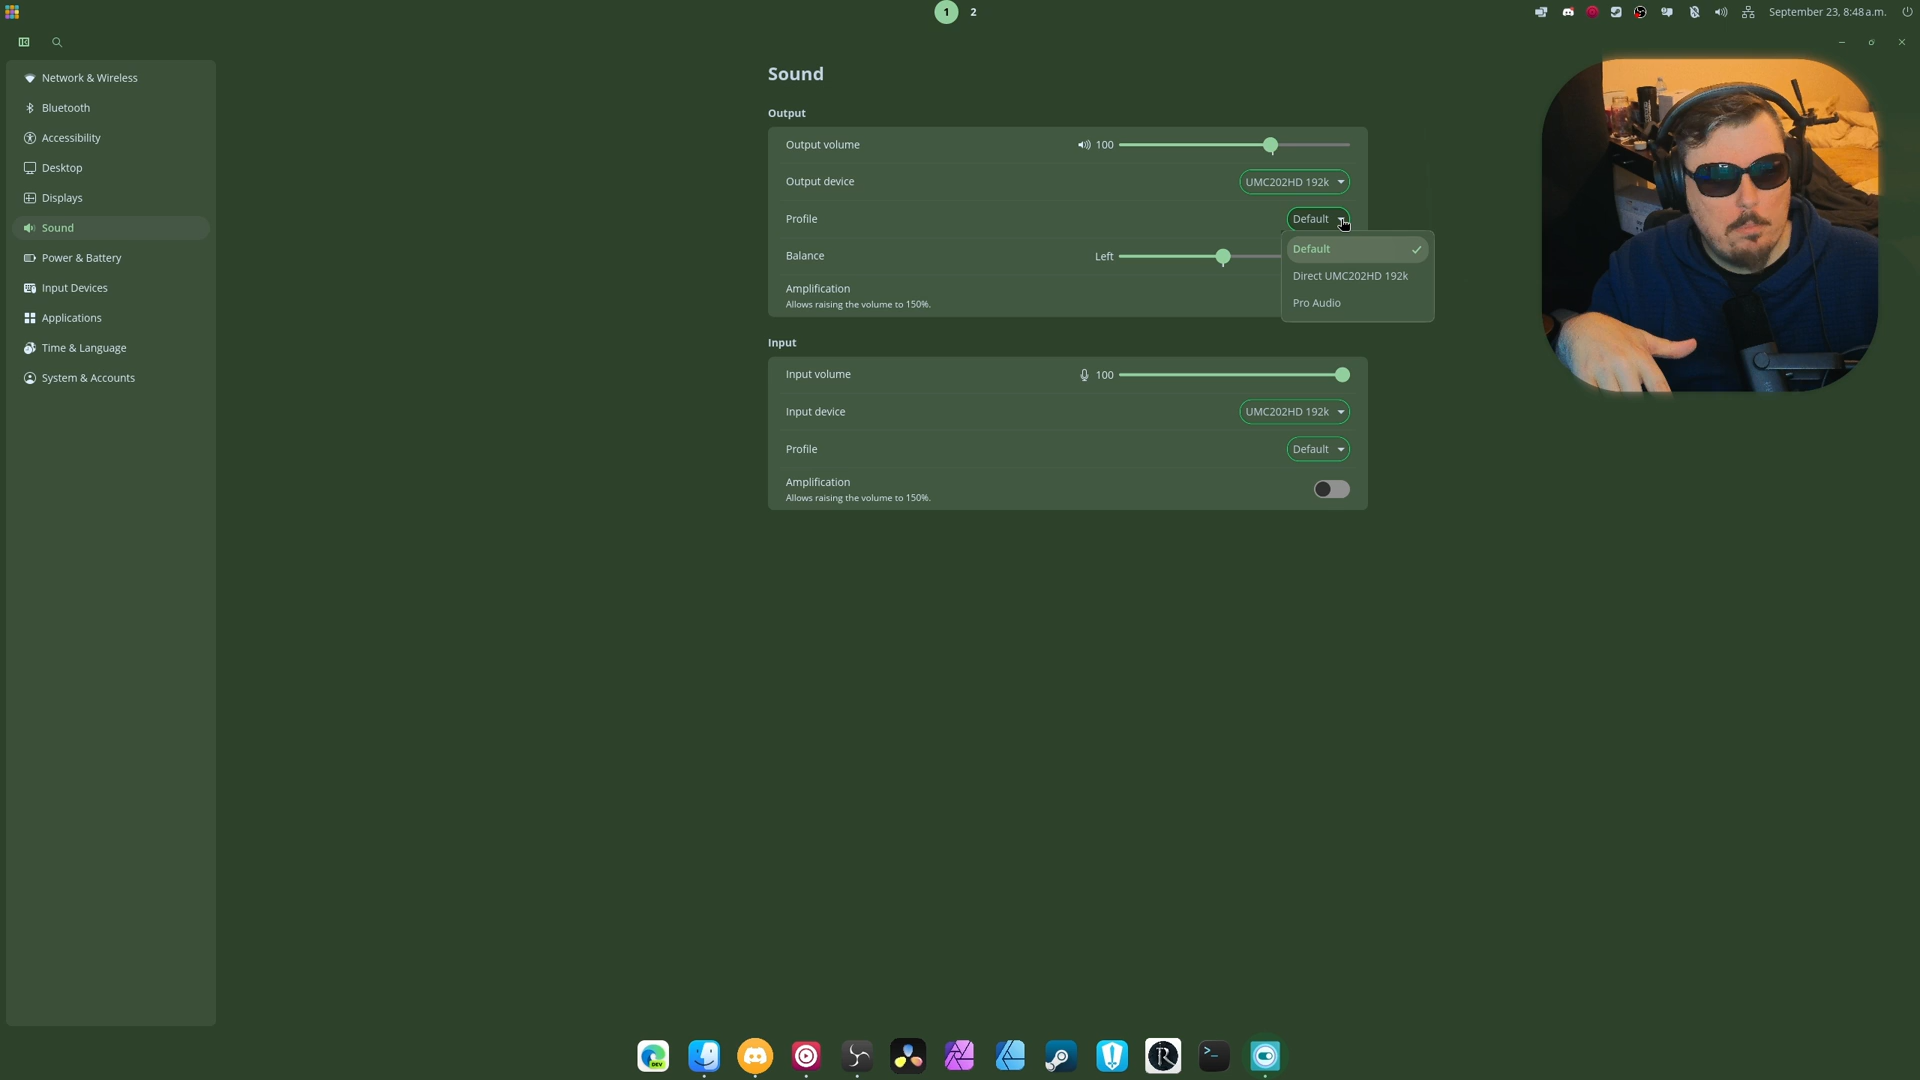 1
2
September 23, 8:48 a.m.
Network & Wireless
Bluetooth
Accessibility
Desktop
Displays
Sound
Power & Battery
Input Devices
Applications
Time & Language
System & Accounts
Sound
Output
Output volume
100
Output device
UMC202HD 192k
Profile
Default
Default
Direct UMC202HD 192k
Pro Audio
Balance
Left
Amplification
Allows raising the volume to 150%.
Input
Input volume
100
Input device
UMC202HD 192k
Profile
Default
Amplification
Allows raising the volume to 150%.
DEV